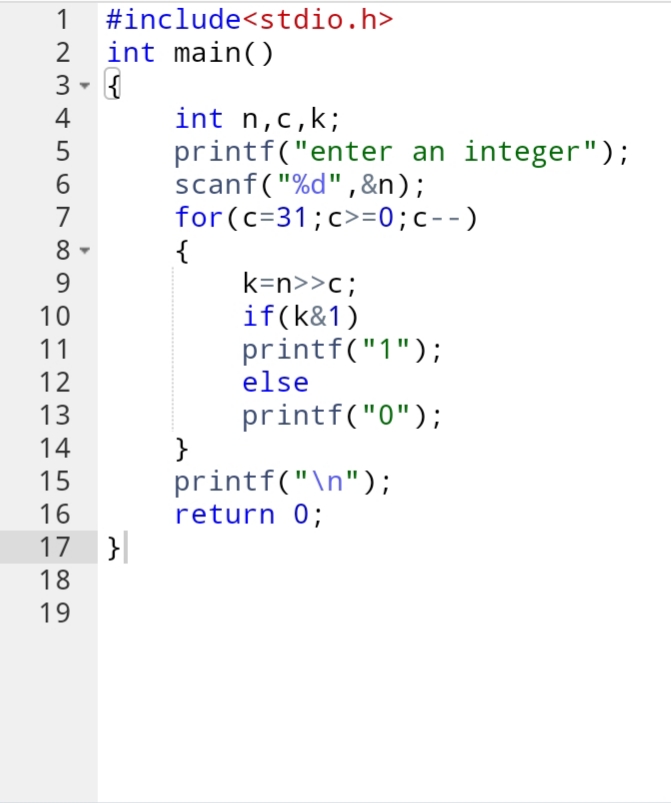 1 #include<stdio.h>
2 int main()
3 {
4 int n,c,k;
5 printf("enter an integer");
6 scanf("%d",&n);
7 for(c=31;c>=0;c--)
8 {
9 k=n>>c;
10 if(k&1)
11 printf("1");
12 else
13 printf("0");
14 }
15 printf("\n");
16 return 0;
17 }
18
19